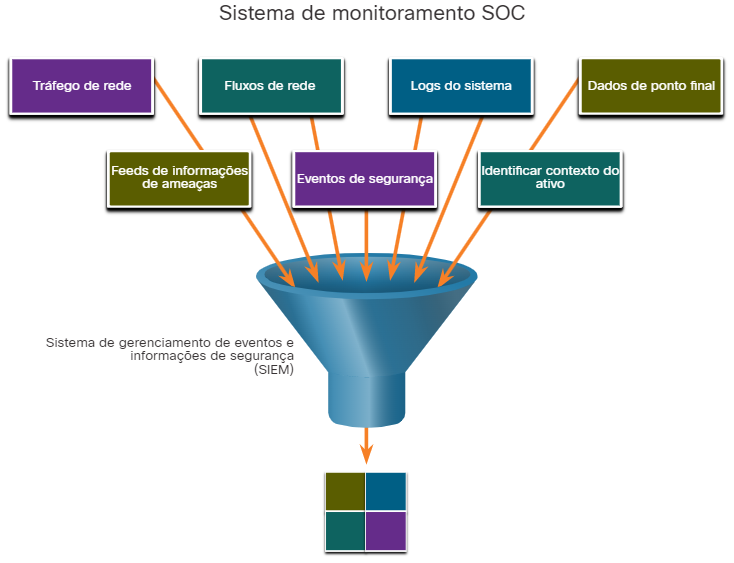 Sistema de monitoramento SOC
Tráfego de rede
Fluxos de rede
Logs do sistema
Dados de ponto final
Feeds de informações
de ameaças
Eventos de segurança
Identificar contexto do
ativo
Sistema de gerenciamento de eventos e
informações de segurança
(SIEM)